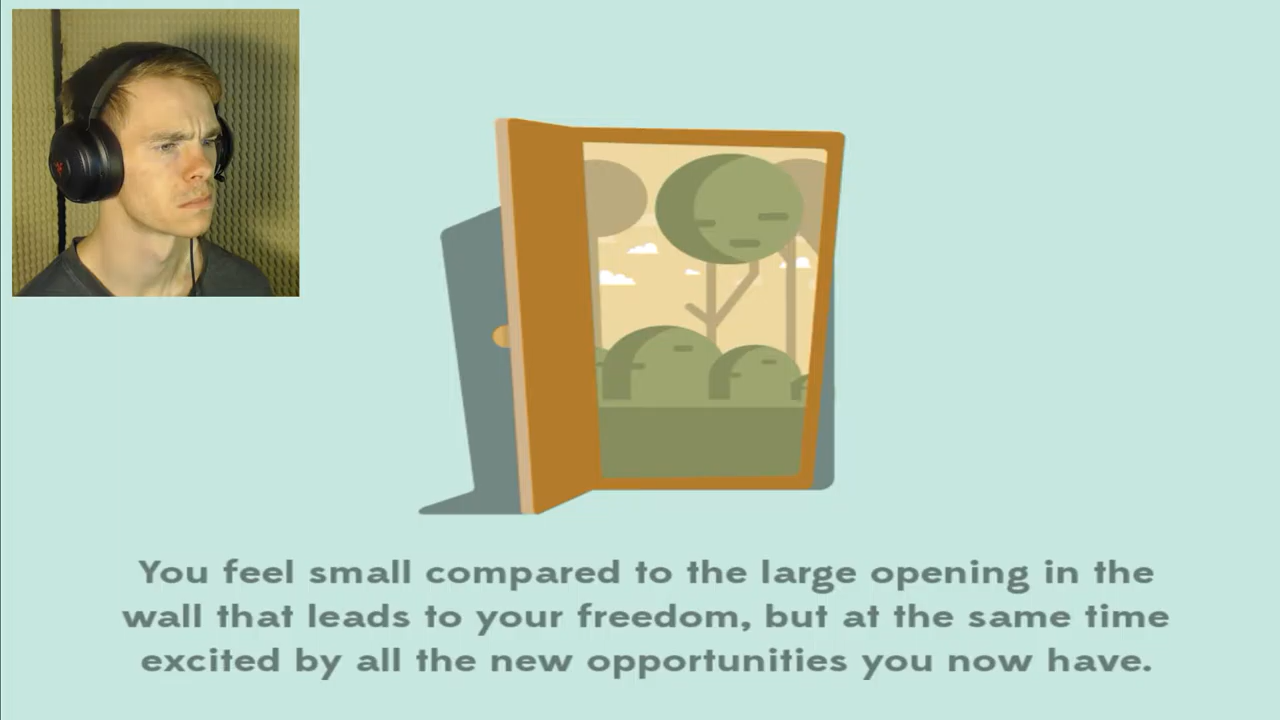 You feel small compared to the large opening in the
wall that leads to your freedom, but at the same time
excited by all the new opportunities you now have.